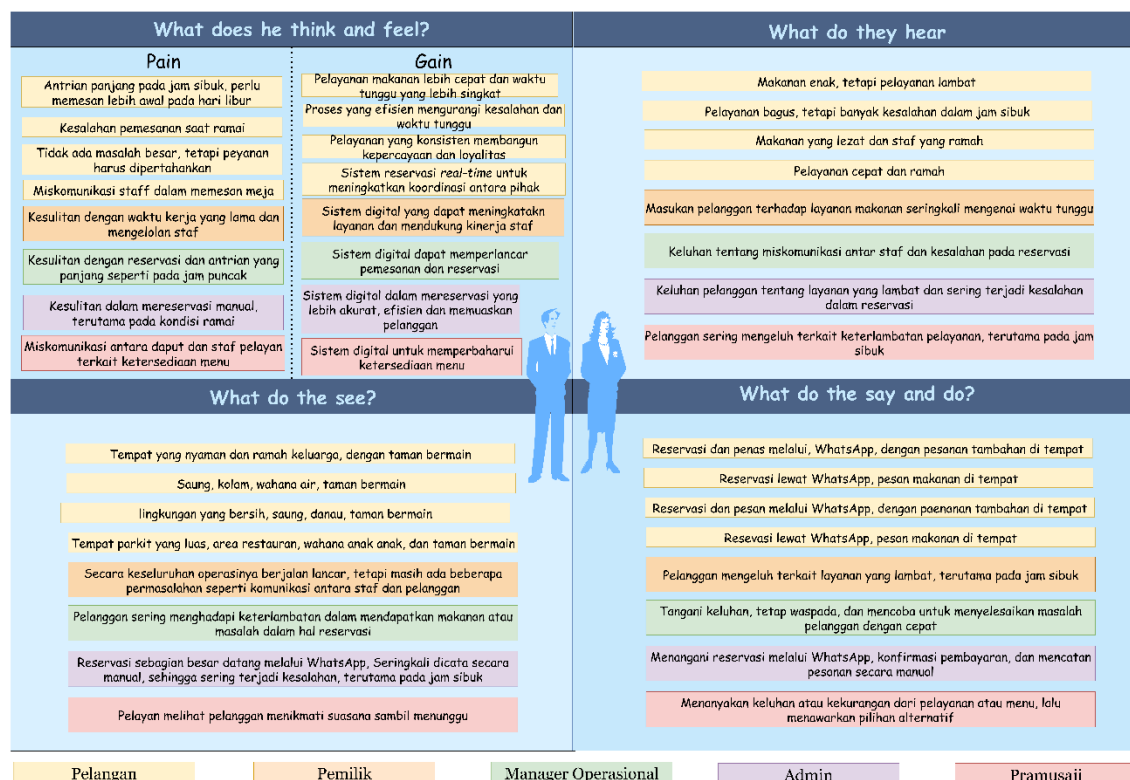 What does he think and feel?
Pain
Antrian panjang pada jam sibuk, perlu
memesan lebih awal pada hari libur
Kesalahan pemesanan saat ramai
Tidak ada masalah besar, tetapi peyanan
harus dipertahankan
Miskomunikasi staff dalam memesan meja
Kesulitan dengan waktu kerja yang lama dan
mengelolan staf
Kesulitan dengan reservasi dan antrian yang
panjang seperti pada jam puncak
Kesulitan dalam mereservasi manual,
terutama pada kondisi ramai
Miskomunikasi antara daput dan staf pelayan
terkait ketersediaan menu
Gain
Pelayanan makanan lebih cepat dan waktu
tunggu yang lebih singkat
Proses yang efisien mengurangi kesalahan dan
waktu tunggu
Pelayanan yang konsisten membangun
kepercayaan dan loyalitas
Sistem reservasi real-time untuk
meningkatkan koordinasi antara pihak
Sistem digital yang dapat meningkatakn
layanan dan mendukung kinerja staf
Sistem digital dapat memperlancar
pemesanan dan reservasi
Sistem digital dalam mereservasi yang
lebih akurat, efisien dan memuaskan
pelanggan
Sistem digital untuk memperbaharui
ketersediaan menu
What do they hear
Makanan enak, tetapi pelayanan lambat
Pelayanan bagus, tetapi banyak kesalahan dalam jam sibuk
Makanan yang lezat dan staf yang ramah
Pelayanan cepat dan ramah
Masukan pelanggan terhadap layanan makanan seringkali mengenai waktu tunggu
Keluhan tentang miskomunikasi antar staf dan kesalahan pada reservasi
Keluhan pelanggan tentang layanan yang lambat dan sering terjadi kesalahan
dalam reservasi
Pelanggan sering mengeluh terkait keterlambatan pelayanan, terutama pada jam
sibuk
What do the see?
Tempat yang nyaman dan ramah keluarga, dengan taman bermain
Saung, kolam, wahana air, taman bermain
lingkungan yang bersih, saung, danau, taman bermain
Tempat parkit yang luas, area restauran, wahana anak anak, dan taman bermain
Secara keseluruhan operasinya berjalan lancar, tetapi masih ada beberapa
permasalahan seperti komunikasi antara staf dan pelanggan
Pelanggan sering menghadapi keterlambatan dalam mendapatkan makanan atau
masalah dalam hal reservasi
Reservasi sebagian besar datang melalui WhatsApp, Seringkali dicata secara
manual, sehingga sering terjadi kesalahan, terutama pada jam sibuk
Pelayan melihat pelanggan menikmati suasana sambil menunggu
What do the say and do?
Reservasi dan penas melalui, WhatsApp, dengan pesonan tambahan di tempat
Reservasi lewat WhatsApp, pesan makanan di tempat
Reservasi dan pesan melalui WhatsApp, dengan paenanan tambahan di tempat
Resevasi lewat WhatsApp, pesan makanan di tempat
Pelanggan mengeluh terkait layanan yang lambat, terutama pada jam sibuk
Tangani keluhan, tetap waspada, dan mencoba untuk menyelesaikan masalah
pelanggan dengan cepat
Menangani reservasi melalui WhatsApp, konfirmasi pembayaran, dan mencatan
pesonan secara manual
Menanyakan keluhan atau kekurangan dari pelayanan atau menu, lalu
menawarkan pilihan alternatif
Pelangan
Pemilik
Manager Operasional
Admin
Pramusaji